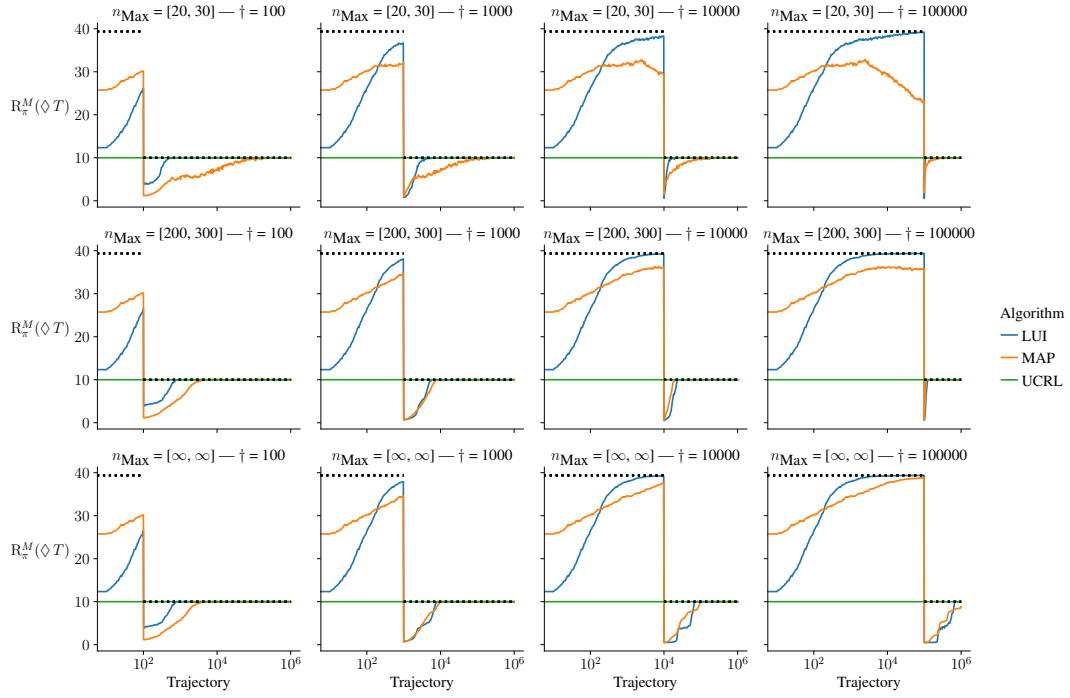 n_Max = [20, 30] — † = 100
n_Max = [20, 30] — † = 1000
n_Max = [20, 30] — † = 10000
n_Max = [20, 30] — † = 100000
40
30
20
10
0
R_π^M(◊T)
n_Max = [200, 300] — † = 100
n_Max = [200, 300] — † = 1000
n_Max = [200, 300] — † = 10000
n_Max = [200, 300] — † = 100000
40
30
20
10
0
R_π^M(◊T)
Algorithm
LUI
MAP
UCRL
n_Max = [∞, ∞] — † = 100
n_Max = [∞, ∞] — † = 1000
n_Max = [∞, ∞] — † = 10000
n_Max = [∞, ∞] — † = 100000
40
30
20
10
0
R_π^M(◊T)
10^2 10^4 10^6
10^2 10^4 10^6
10^2 10^4 10^6
10^2 10^4 10^6
Trajectory
Trajectory
Trajectory
Trajectory